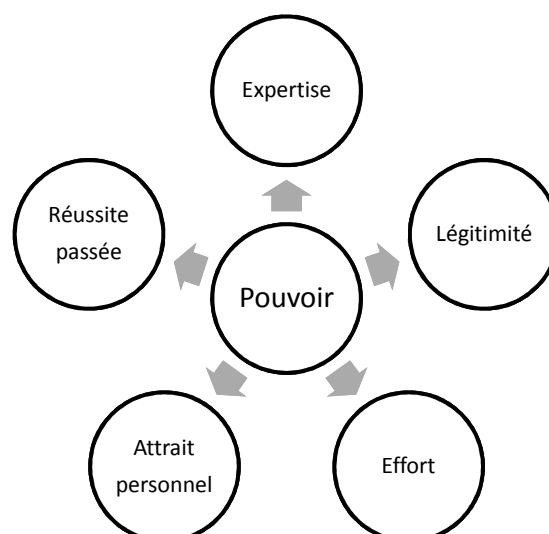 Expertise
Réussite
passée
Légitimité
Pouvoir
Attrait
personnel
Effort